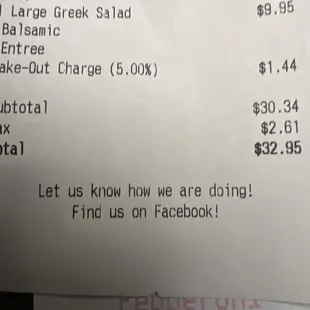 Large Greek Salad $9.95
Balsamic
Entree
ake-Out Charge (5.00%) $1.44
ubtotal $30.34
ax $2.61
otal $32.95
Let us know how we are doing!
Find us on Facebook!